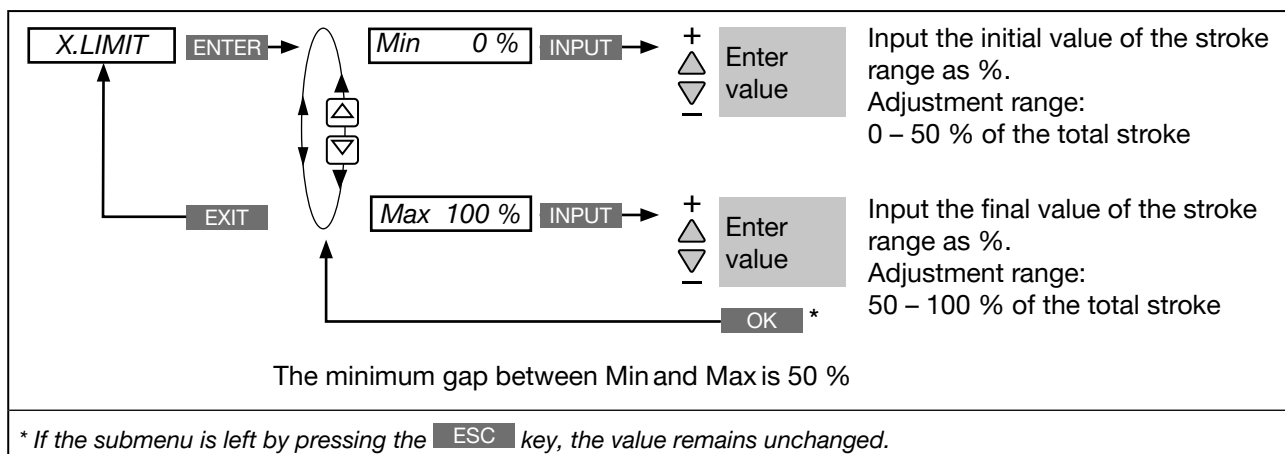 X.LIMIT ENTER Min 0 % INPUT + Enter value – Input the initial value of the stroke range as %.
Adjustment range:
0 – 50 % of the total stroke
EXIT Max 100 % INPUT + Enter value – Input the final value of the stroke range as %.
Adjustment range:
50 – 100 % of the total stroke
OK *
The minimum gap between Min and Max is 50 %
* If the submenu is left by pressing the ESC key, the value remains unchanged.